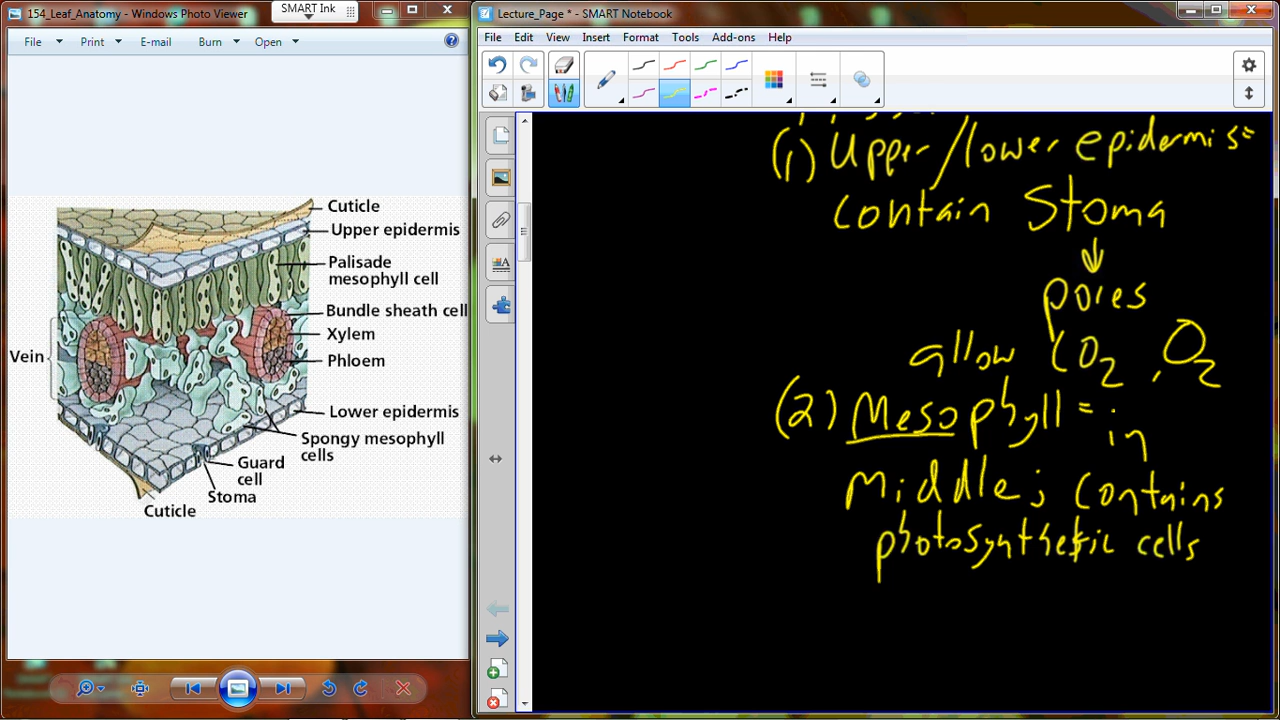 154_Leaf_Anatomy - Windows Photo Viewer
SMART Ink
File Print E-mail Burn Open
Cuticle
Upper epidermis
Palisade
mesophyll cell
Bundle sheath cell
Xylem
Vein
Phloem
Lower epidermis
Spongy mesophyll
cells
Guard
cell
Stoma
Cuticle
Lecture_Page * - SMART Notebook
File Edit View Insert Format Tools Add-ons Help
(1) Upper/lower epidermis=
contain Stoma
pores
allow CO2, O2
(2) Mesophyll = in
Middle; contains
photosynthetic cells